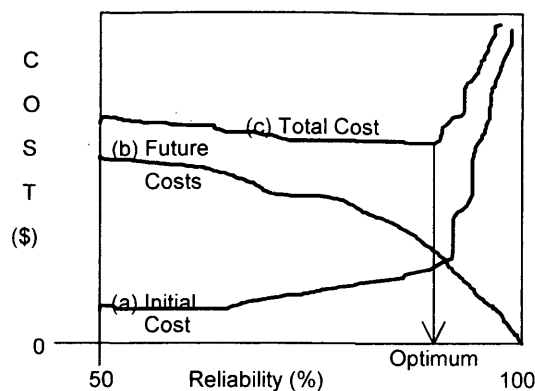 C
O
S
T
($)
(c) Total Cost
(b) Future
Costs
(a) Initial
Cost
0
Optimum
50
Reliability (%)
100